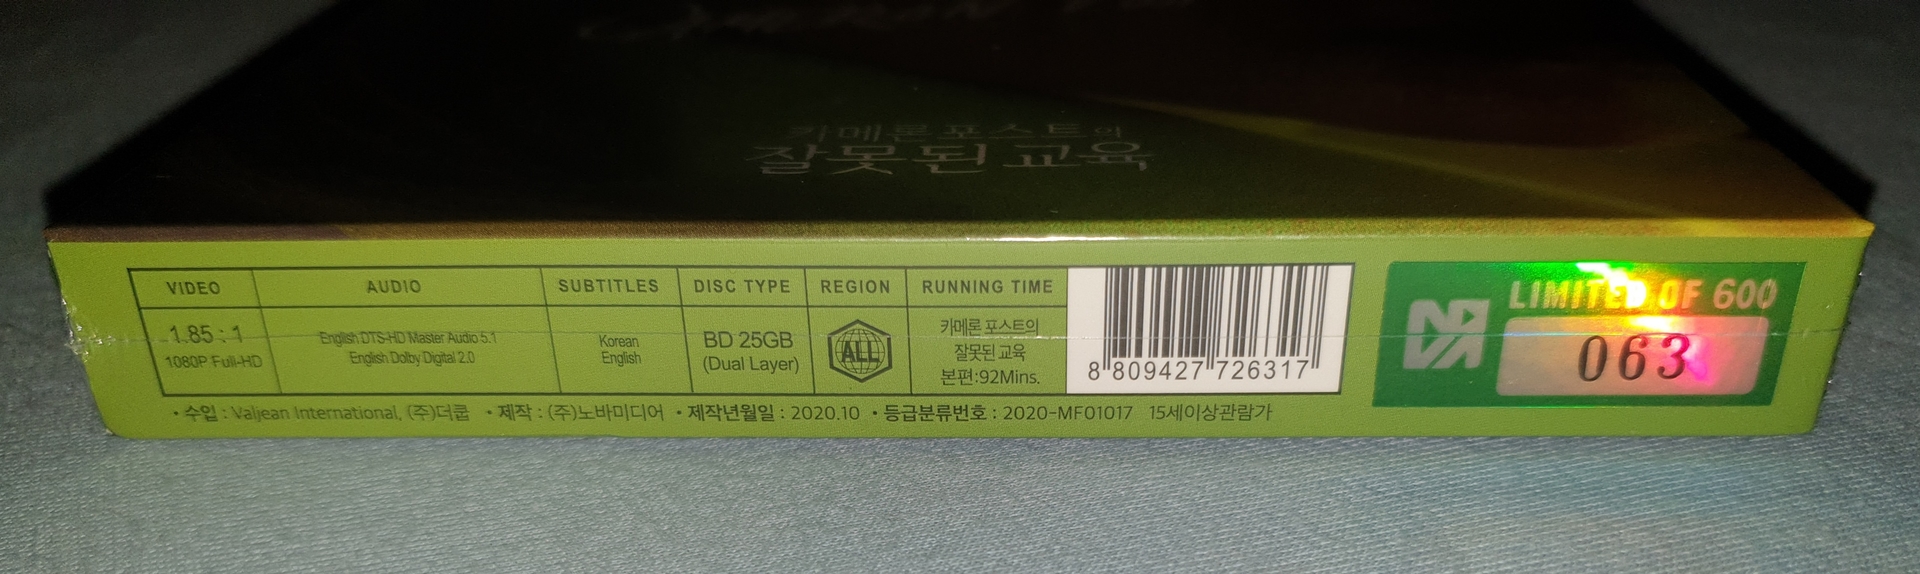 카메론 포스트의
잘못된 교육
VIDEO
AUDIO
SUBTITLES
DISC TYPE
REGION
RUNNING TIME
1.85 : 1
1080P Full-HD
English DTS-HD Master Audio 5.1
English Dolby Digital 2.0
Korean
English
BD 25GB
(Dual Layer)
ALL
카메론 포스트의
잘못된 교육
본편:92Mins.
8 809427 726317
• 수입 : Valjean International, (주)더쿱 • 제작 : (주)노바미디어 • 제작년월일 : 2020.10 • 등급분류번호 : 2020-MF01017 15세이상관람가
NOVA
LIMITED OF 600
063